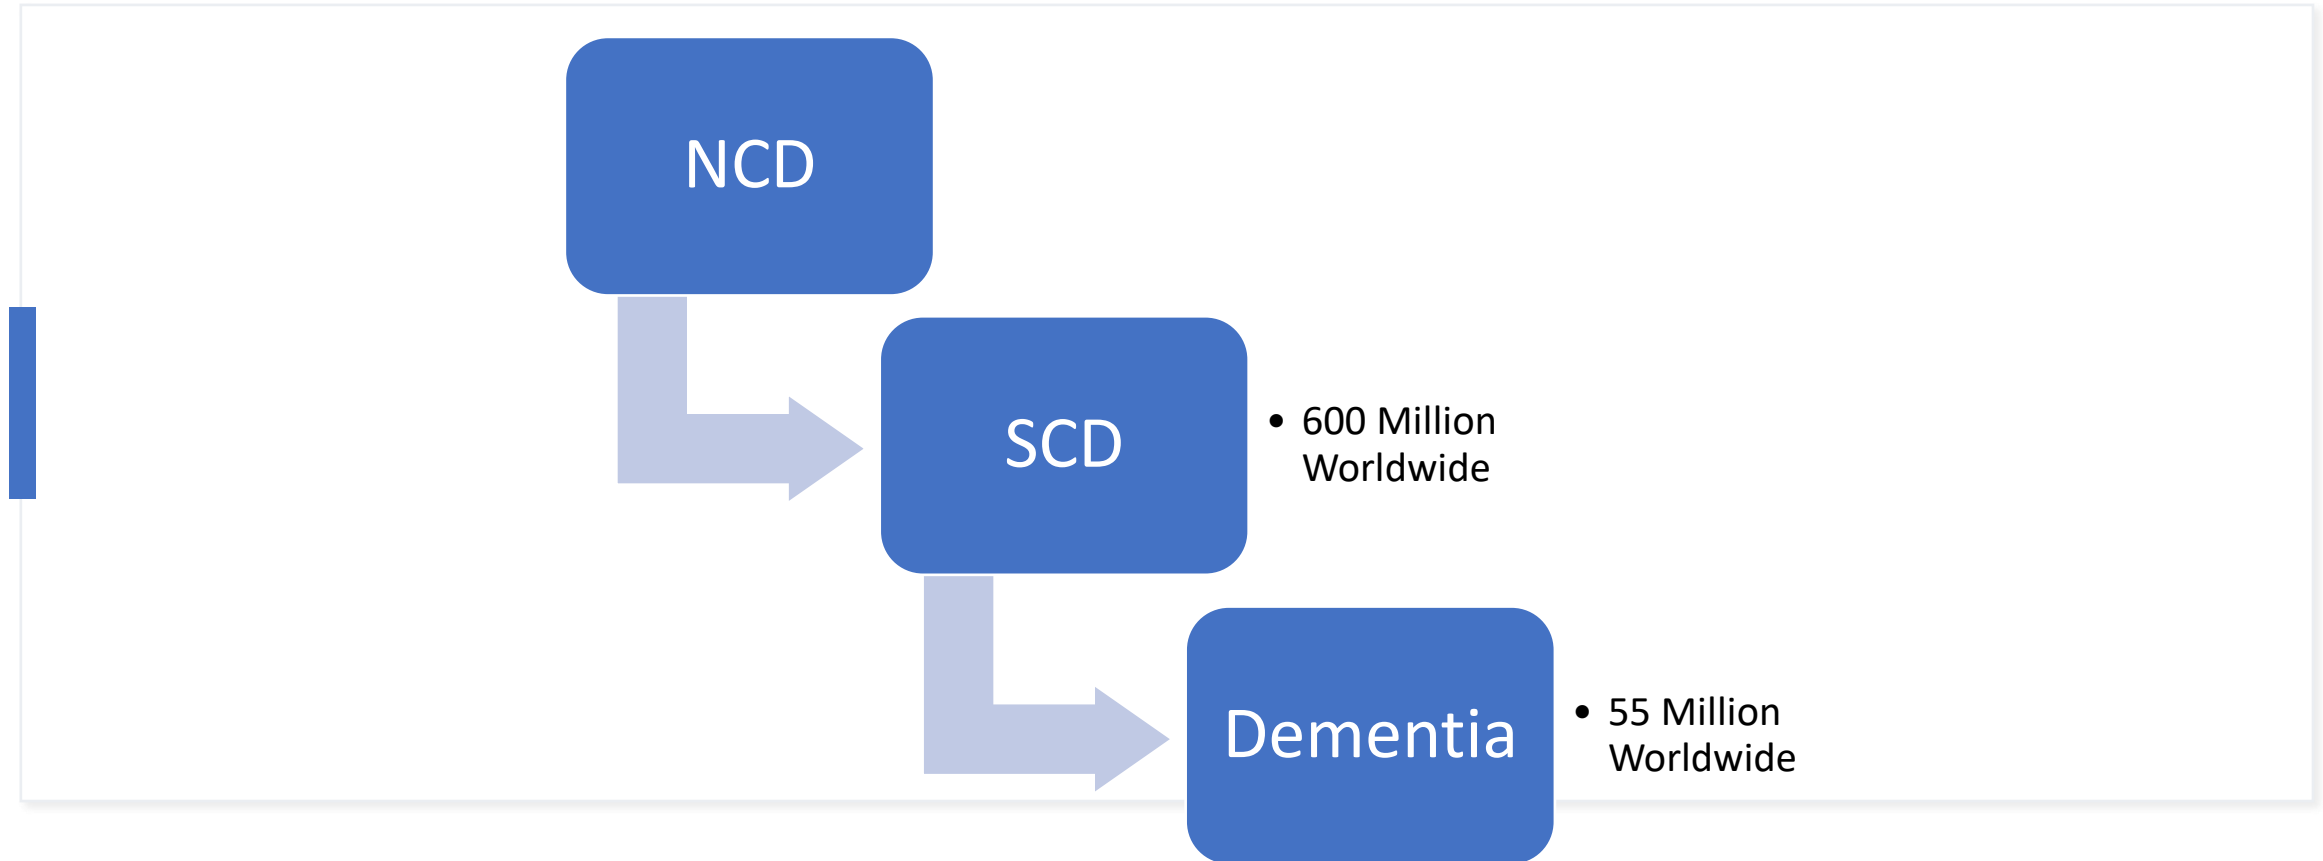 NCD
SCD
• 600 Million
Worldwide
Dementia
• 55 Million
Worldwide